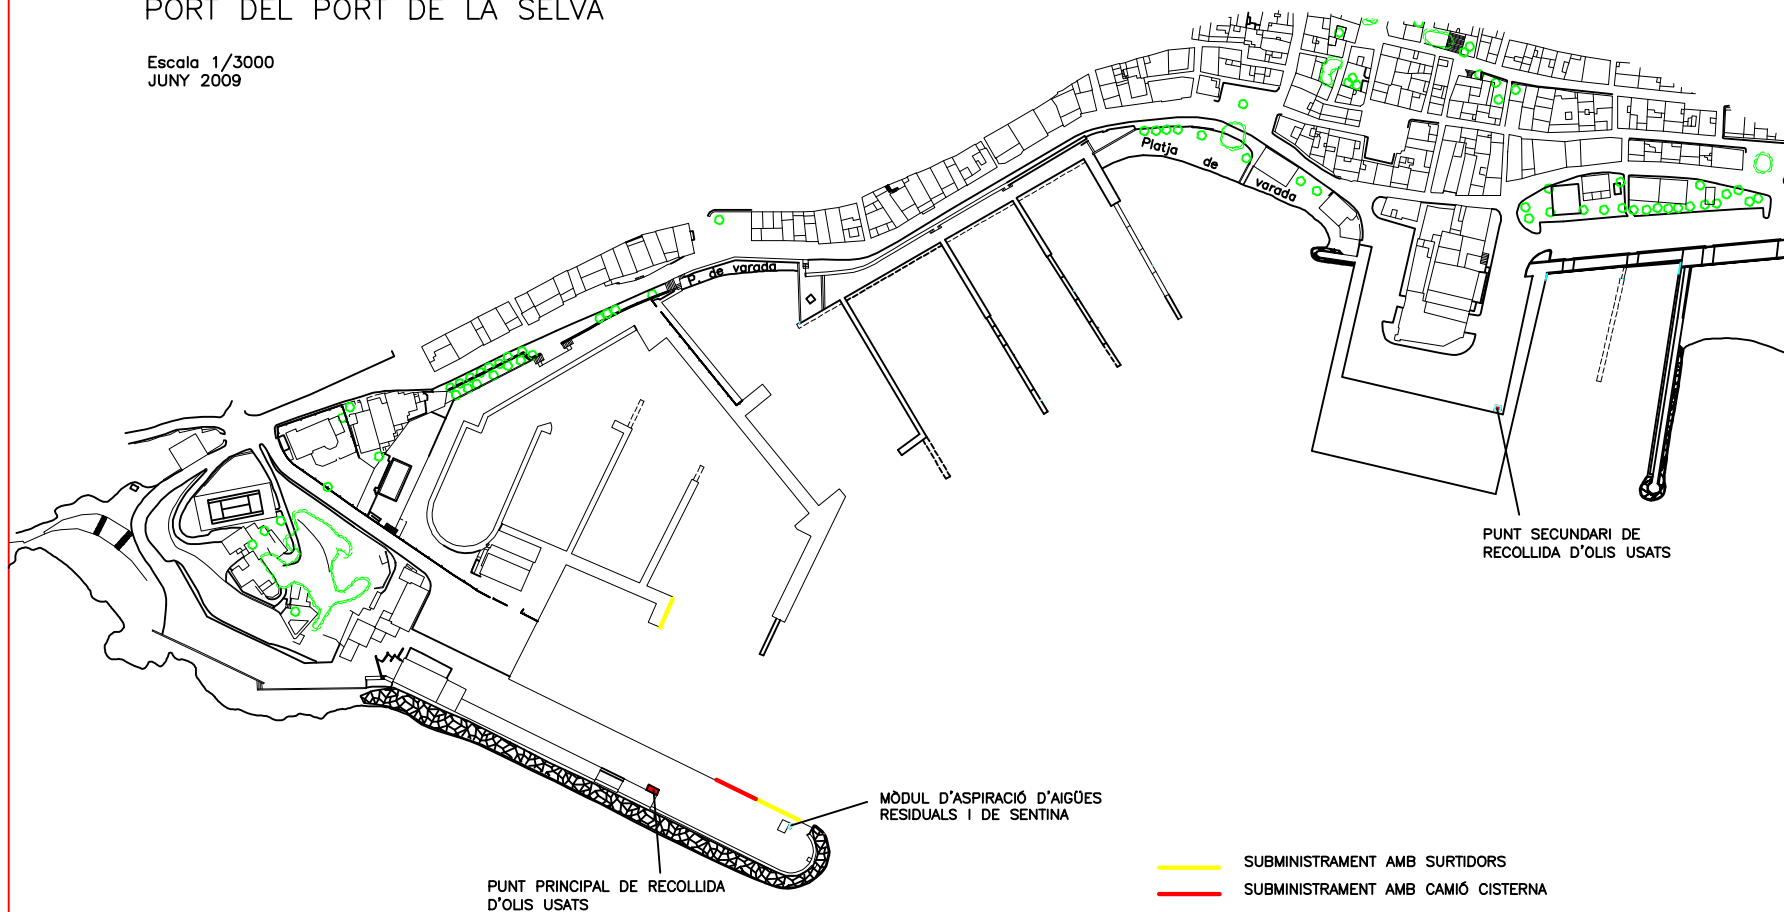 PORT DEL PORT DE LA SELVA
Escala 1/3000
JUNY 2009
Platja de
varada
P. de varada
PUNT SECUNDARI DE
RECOLLIDA D'OLIS USATS
MÒDUL D'ASPIRACIÓ D'AIGÜES
RESIDUALS I DE SENTINA
PUNT PRINCIPAL DE RECOLLIDA
D'OLIS USATS
SUBMINISTRAMENT AMB SURTIDORS
SUBMINISTRAMENT AMB CAMIÓ CISTERNA